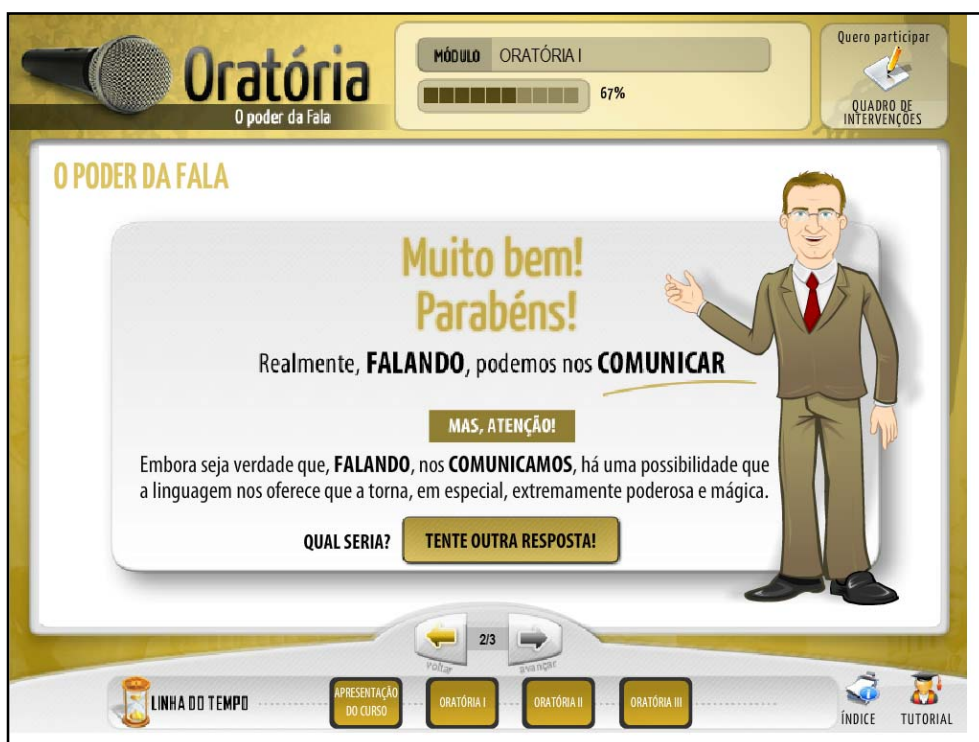 Oratória
O poder da Fala
MÓDULO ORATÓRIA I
67%
Quero participar
QUADRO DE
INTERVENÇÕES
O PODER DA FALA
Muito bem!
Parabéns!
Realmente, FALANDO, podemos nos COMUNICAR
MAS, ATENÇÃO!
Embora seja verdade que, FALANDO, nos COMUNICAMOS, há uma possibilidade que
a linguagem nos oferece que a torna, em especial, extremamente poderosa e mágica.
QUAL SERIA? TENTE OUTRA RESPOSTA!
2/3
voltar avançar
LINHA DO TEMPO
APRESENTAÇÃO
DO CURSO
ORATÓRIA I
ORATÓRIA II
ORATÓRIA III
ÍNDICE
TUTORIAL